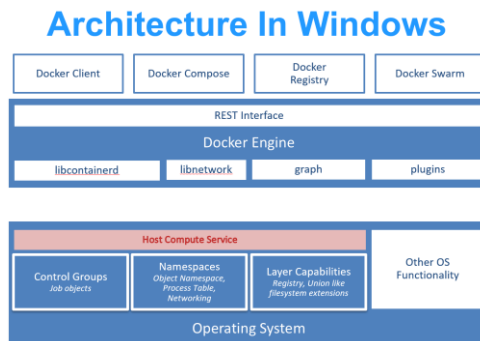 Architecture In Windows
Docker Client
Docker Compose
Docker
Registry
Docker Swarm
REST Interface
Docker Engine
libcontainerd
libnetwork
graph
plugins
Host Compute Service
Control Groups
Job objects
Namespaces
Object Namespace,
Process Table,
Networking
Layer Capabilities
Registry, Union like
filesystem extensions
Other OS
Functionality
Operating System